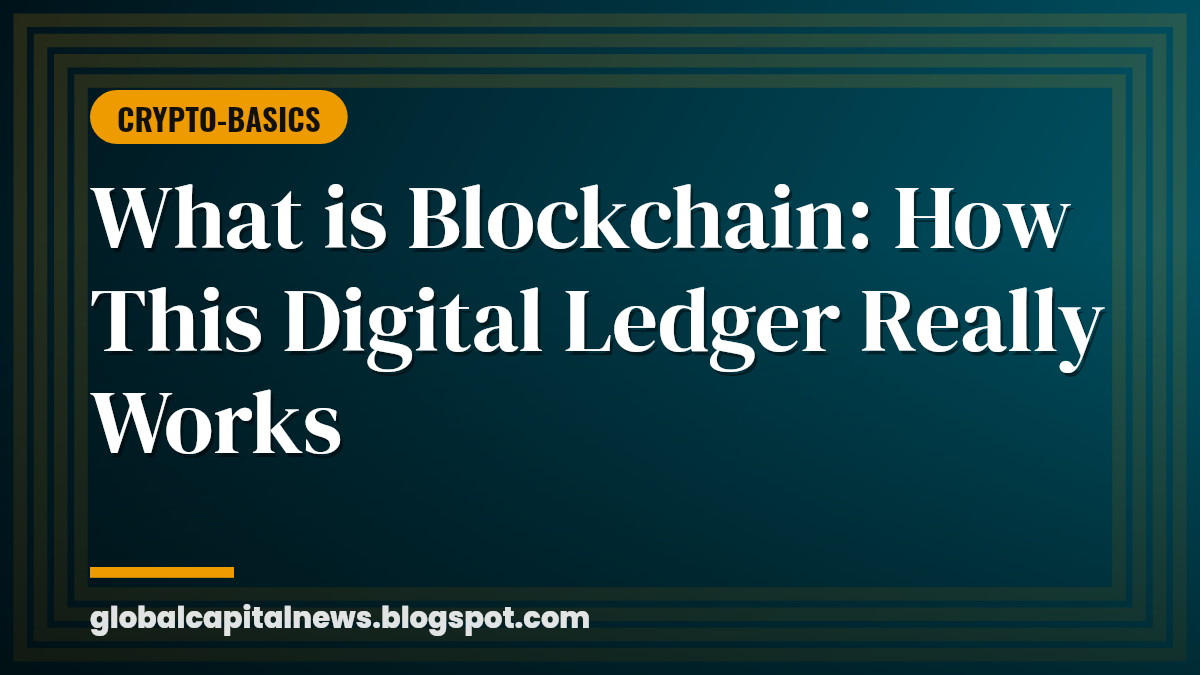 CRYPTO-BASICS
What is Blockchain: How
This Digital Ledger Really
Works
globalcapitalnews.blogspot.com